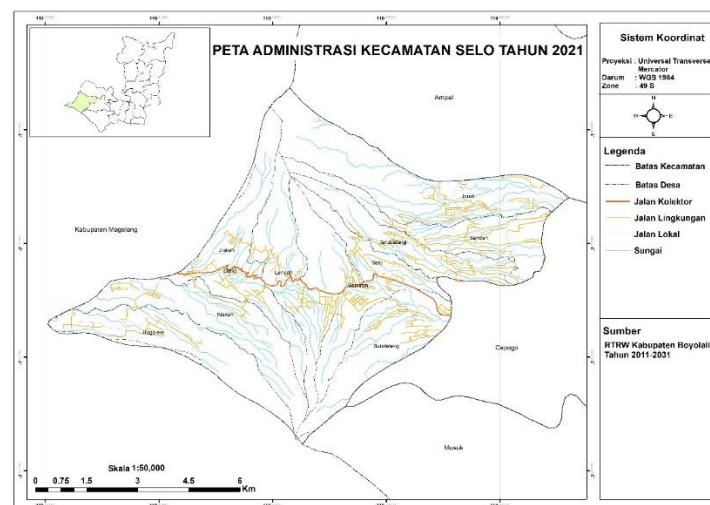 PETA ADMINISTRASI KECAMATAN SELO TAHUN 2021
Ampel
Kabupaten Magelang
Jrakah
Selo
Lencoh
Samiran
Selo
Klakah
Suroteleng
Cepogo
Musuk
Skala 1:50,000
0 0.75 1.5 3 4.5 6
Km
Sistem Koordinat
Proyeksi : Universal Transverse
Mercator
Darum : WGS 1984
Zone : 49 S
N
W E
S
Legenda
Batas Kecamatan
Batas Desa
Jalan Kolektor
Jalan Lingkungan
Jalan Lokal
Sungai
Sumber
RTRW Kabupaten Boyolali
Tahun 2011-2031